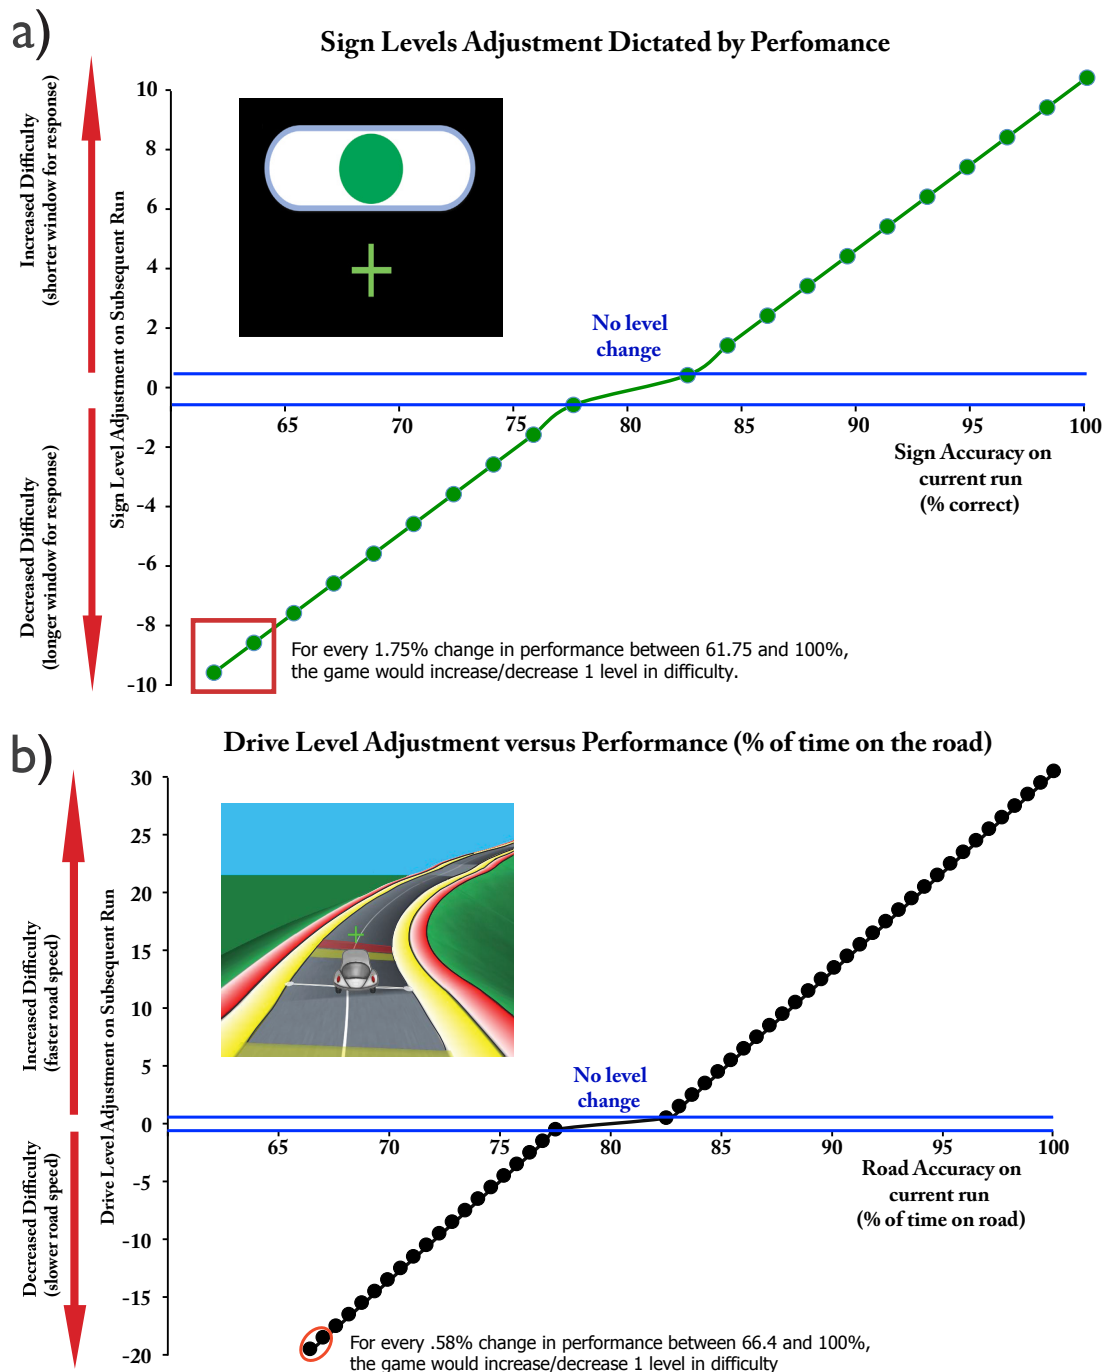 a)
Sign Levels Adjustment Dictated by Perfomance
Increased Difficulty
(shorter window for response)
Decreased Difficulty
(longer window for response)
Sign Level Adjustment on Subsequent Run
10
8
6
4
2
0
-2
-4
-6
-8
-10
No level
change
65
70
75
80
85
90
95
100
Sign Accuracy on
current run
(% correct)
For every 1.75% change in performance between 61.75 and 100%,
the game would increase/decrease 1 level in difficulty.
b)
Drive Level Adjustment versus Performance (% of time on the road)
Increased Difficulty
(faster road speed)
Decreased Difficulty
(slower road speed)
Drive Level Adjustment on Subsequent Run
30
25
20
15
10
5
0
-5
-10
-15
-20
No level
change
65
70
75
80
85
90
95
100
Road Accuracy on
current run
(% of time on road)
For every .58% change in performance between 66.4 and 100%,
the game would increase/decrease 1 level in difficulty